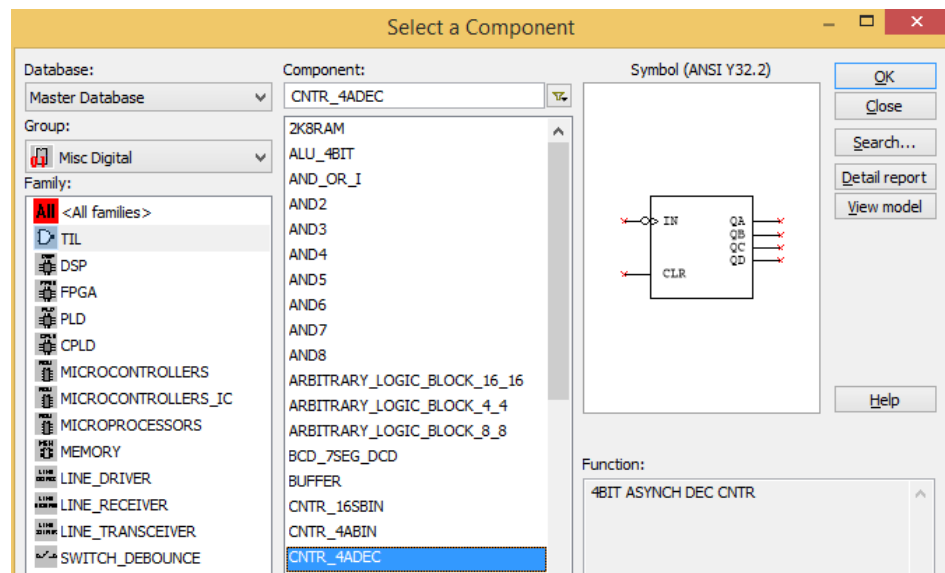 Select a Component
Database:
Master Database
Group:
Misc Digital
Family:
All <All families>
TIL
DSP
FPGA
PLD
CPLD
MICROCONTROLLERS
MICROCONTROLLERS_IC
MICROPROCESSORS
MEMORY
LINE_DRIVER
LINE_RECEIVER
LINE_TRANSCEIVER
SWITCH_DEBOUNCE
Component:
CNTR_4ADEC
2K8RAM
ALU_4BIT
AND_OR_I
AND2
AND3
AND4
AND5
AND6
AND7
AND8
ARBITRARY_LOGIC_BLOCK_16_16
ARBITRARY_LOGIC_BLOCK_4_4
ARBITRARY_LOGIC_BLOCK_8_8
BCD_7SEG_DCD
BUFFER
CNTR_16SBIN
CNTR_4ABIN
CNTR_4ADEC
Symbol (ANSI Y32.2)
IN QA
QB
QC
QD
CLR
Function:
4BIT ASYNCH DEC CNTR
OK
Close
Search...
Detail report
View model
Help